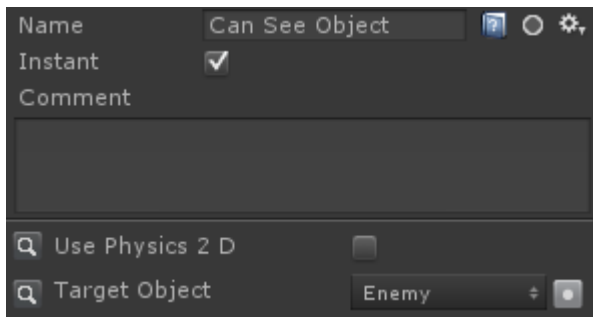 Name Can See Object
Instant
Comment
Use Physics 2 D
Target Object Enemy